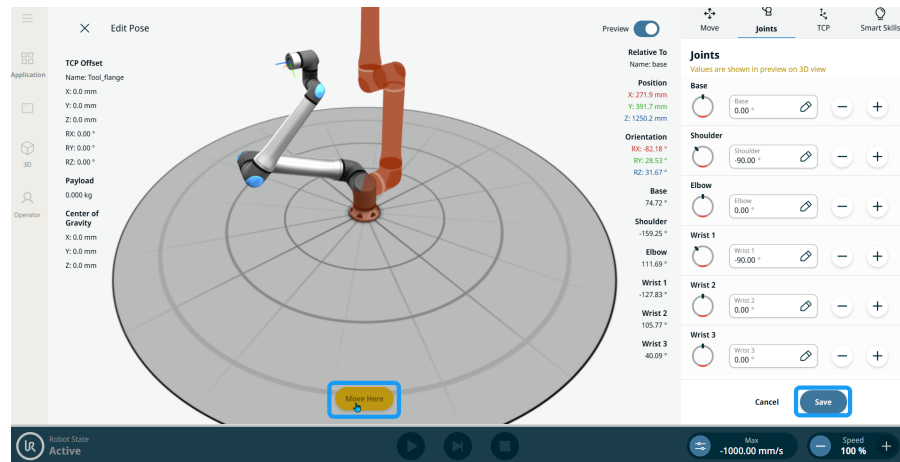 Edit Pose
Preview
Move
Joints
TCP
Smart Skills
Application
3D
Operator
TCP Offset
Name: Tool_flange
X: 0.0 mm
Y: 0.0 mm
Z: 0.0 mm
RX: 0.00 °
RY: 0.00 °
RZ: 0.00 °
Payload
0.000 kg
Center of
Gravity
X: 0.0 mm
Y: 0.0 mm
Z: 0.0 mm
Relative To
Name: base
Position
X: 271.9 mm
Y: 391.7 mm
Z: 1250.2 mm
Orientation
RX: -82.18 °
RY: 28.53 °
RZ: 31.67 °
Base
74.72 °
Shoulder
-159.25 °
Elbow
111.69 °
Wrist 1
-127.83 °
Wrist 2
105.77 °
Wrist 3
40.09 °
Move Here
Joints
Values are shown in preview on 3D view
Base
Base
0.00 °
Shoulder
Shoulder
-90.00 °
Elbow
Elbow
0.00 °
Wrist 1
Wrist 1
-90.00 °
Wrist 2
Wrist 2
0.00 °
Wrist 3
Wrist 3
0.00 °
Cancel
Save
UR
Robot State
Active
Max
-1000.00 mm/s
Speed
100 %